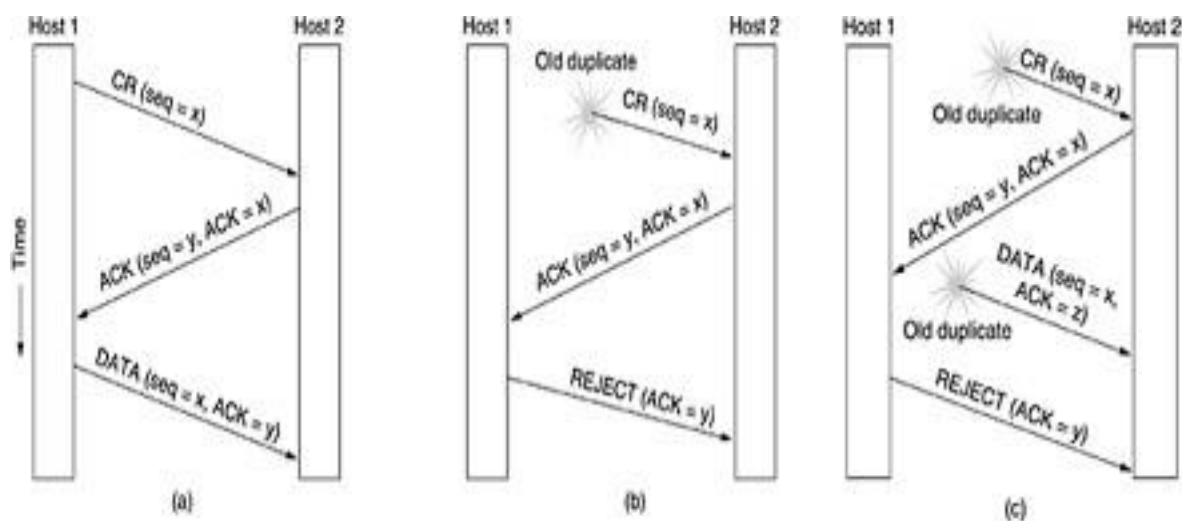 Host 1
Host 2
CR (seq = x)
ACK (seq = y, ACK = x)
DATA (seq = x, ACK = y)
Time
(a)
Host 1
Host 2
Old duplicate
CR (seq = x)
ACK (seq = y, ACK = x)
REJECT (ACK = y)
(b)
Host 1
Host 2
CR (seq = x)
Old duplicate
ACK (seq = y, ACK = x)
DATA (seq = x,
ACK = z)
Old duplicate
REJECT (ACK = y)
(c)